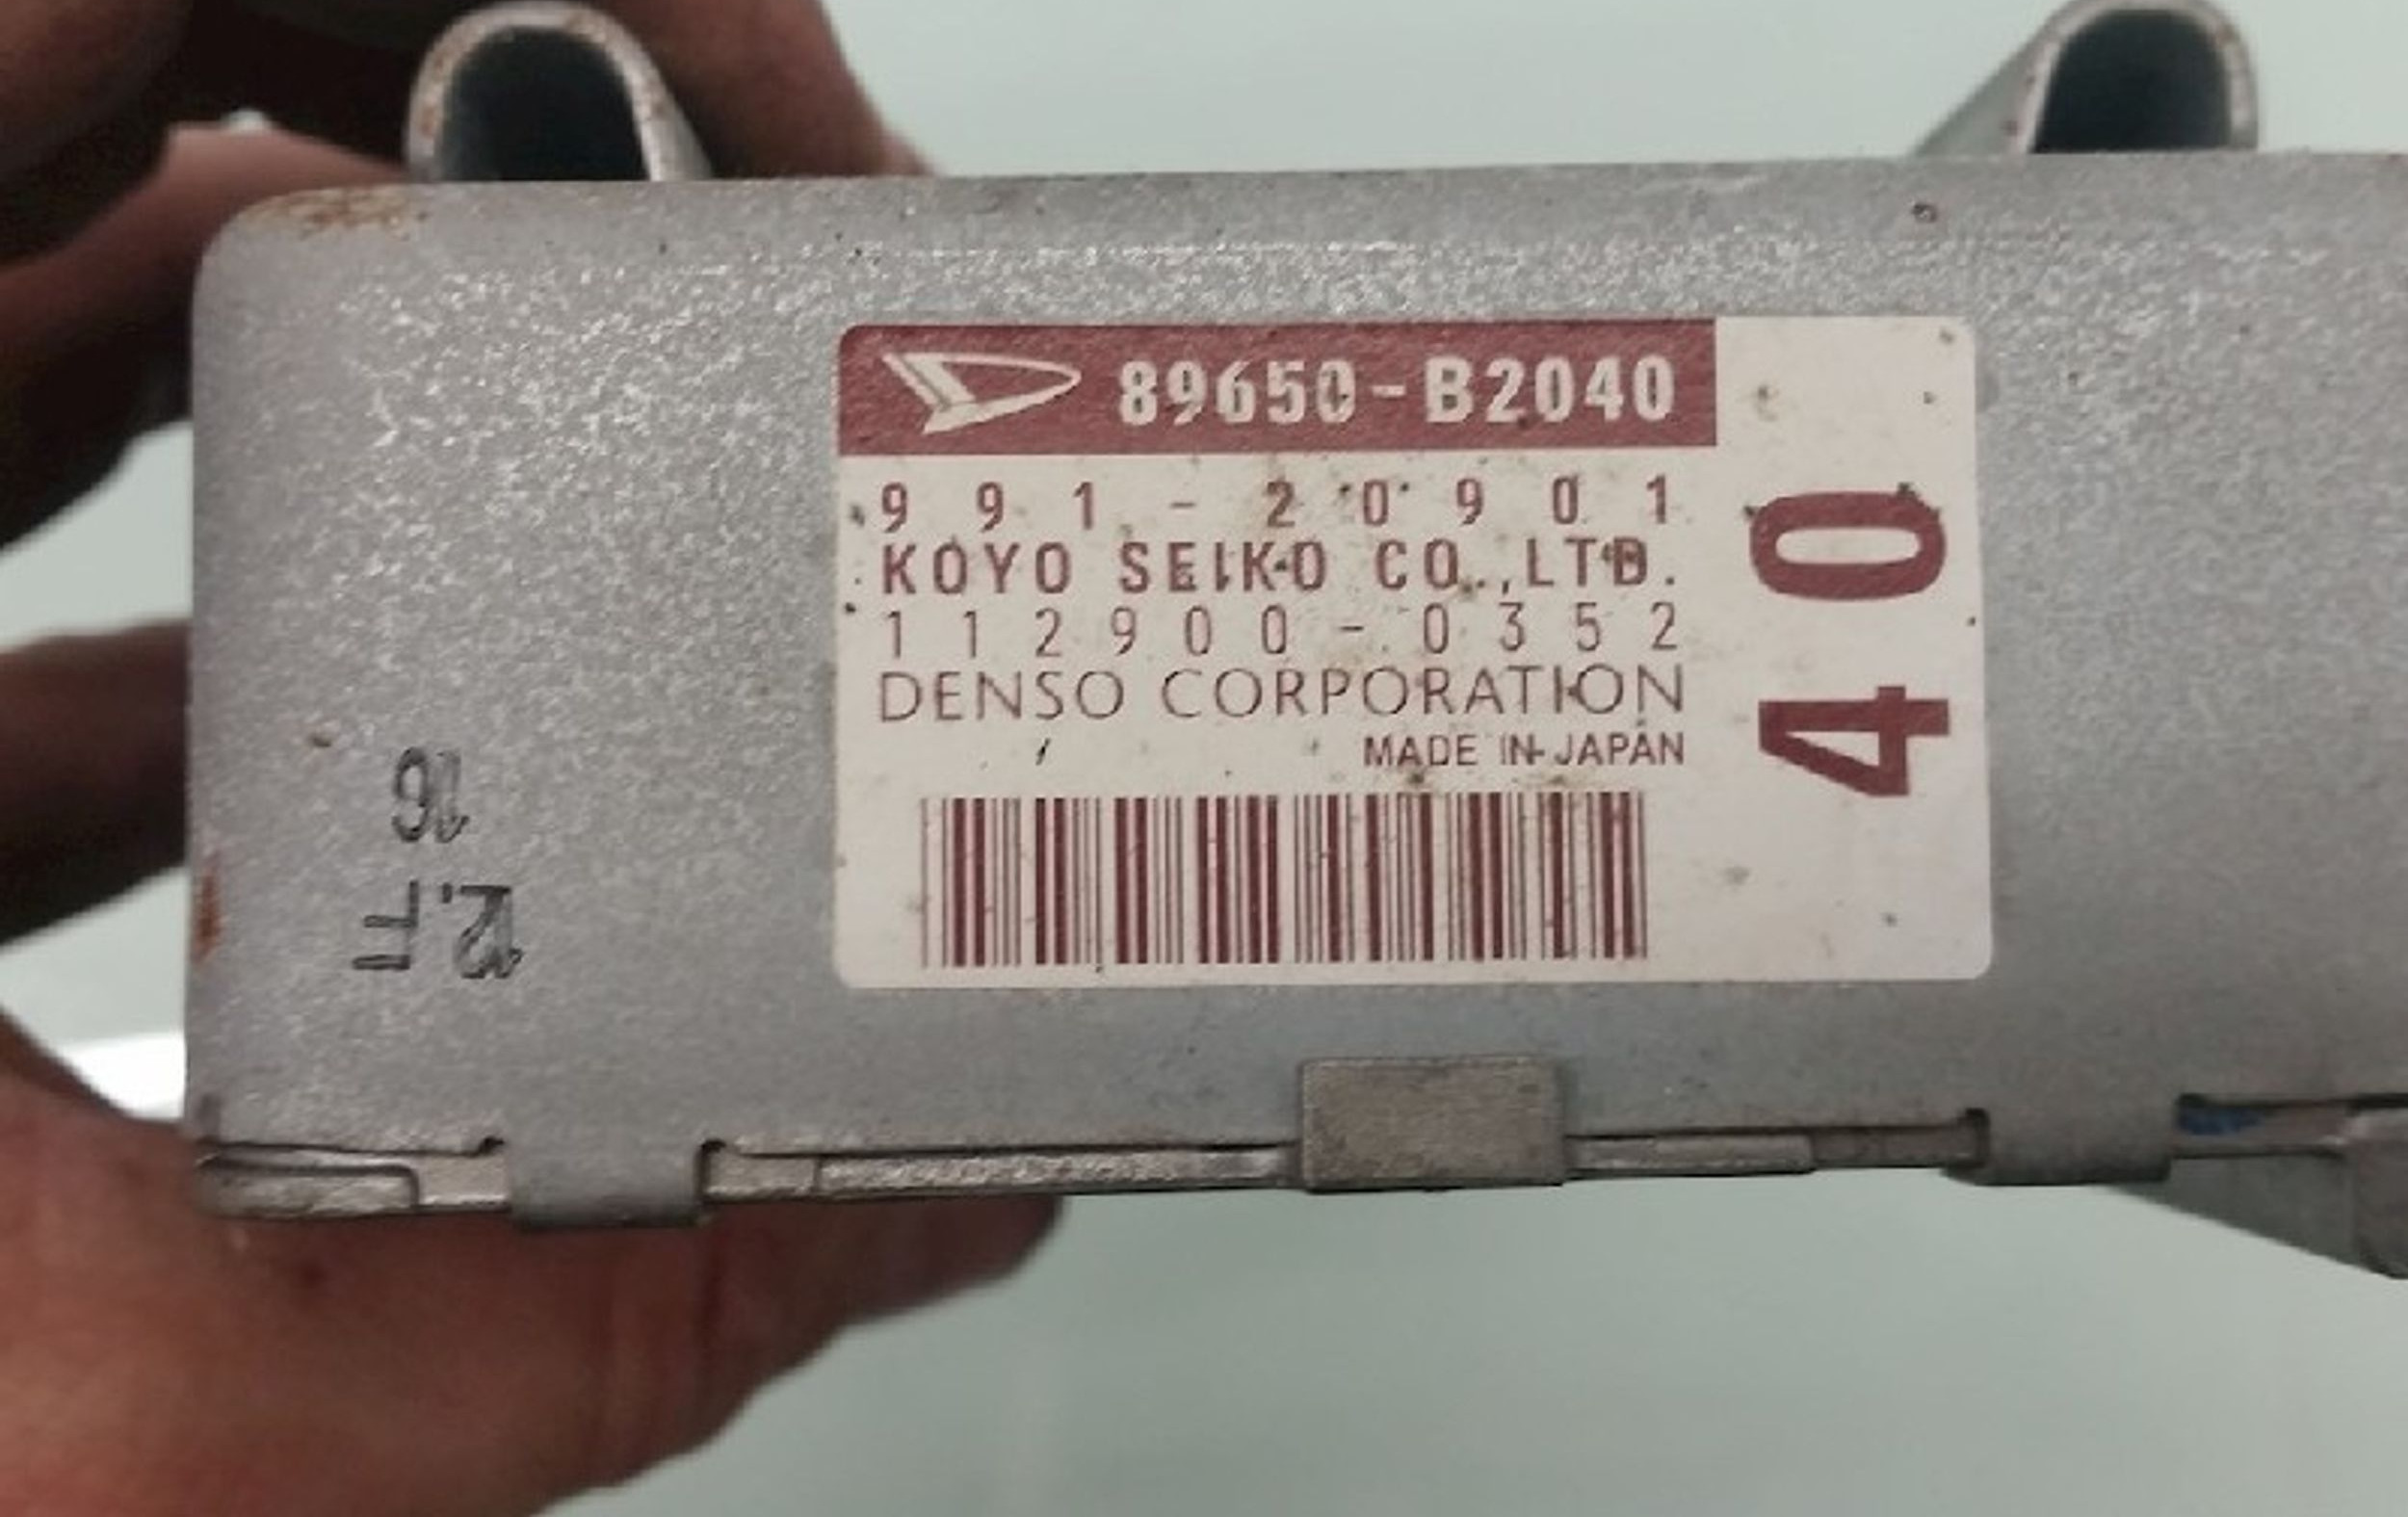 89650-B2040
991-20901
KOYO SEIKO CO.,LTD.
112900-0352
DENSO CORPORATION
MADE IN JAPAN
40
12.F
16